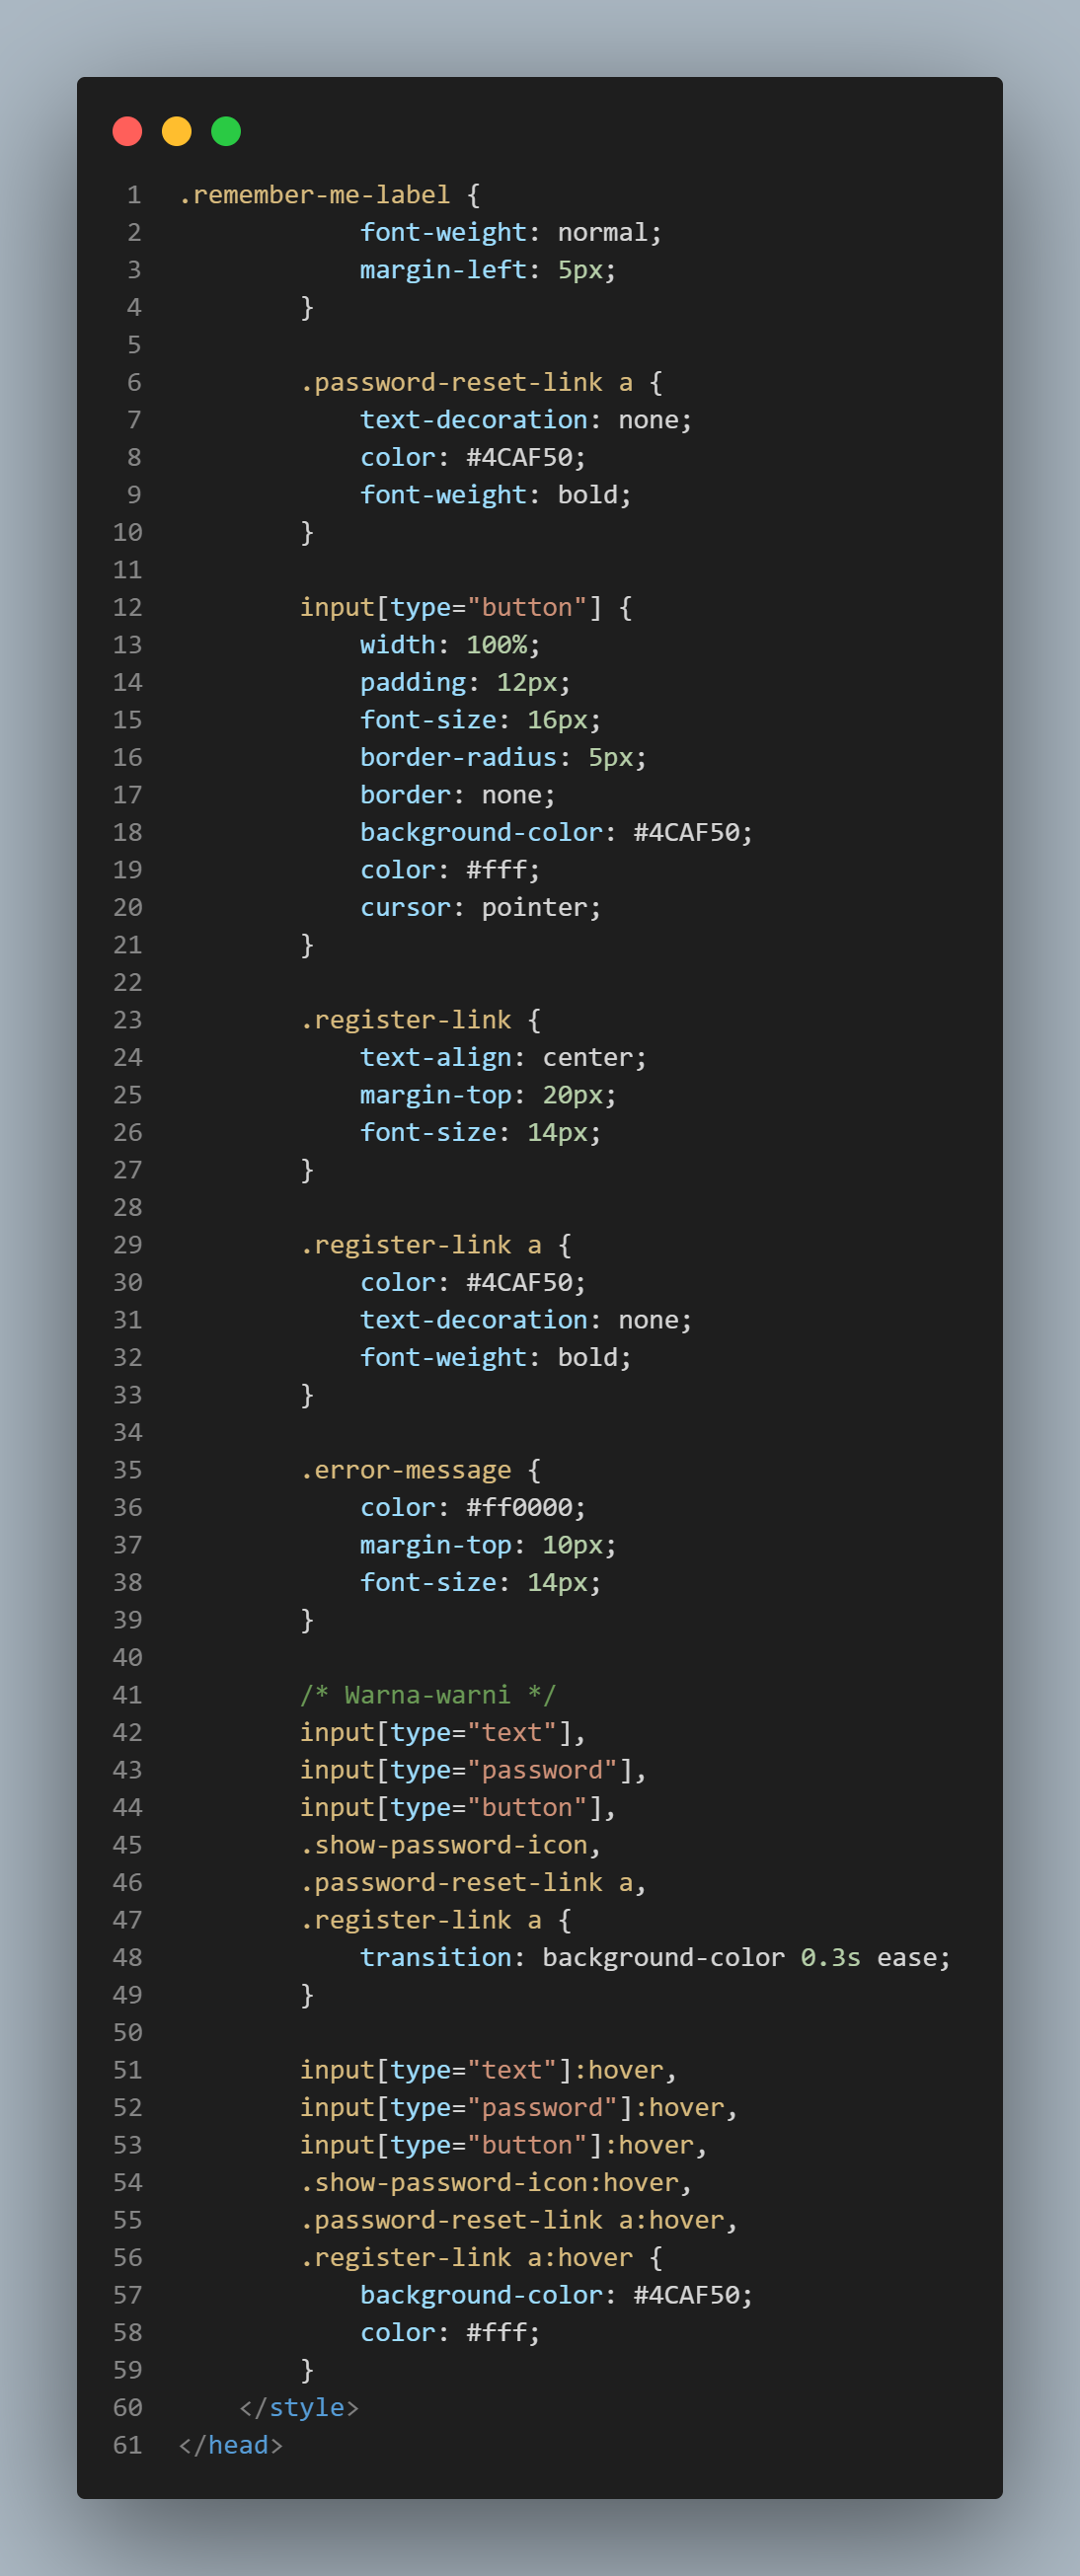 1 .remember-me-label {
2 font-weight: normal;
3 margin-left: 5px;
4 }
5
6 .password-reset-link a {
7 text-decoration: none;
8 color: #4CAF50;
9 font-weight: bold;
10 }
11
12 input[type="button"] {
13 width: 100%;
14 padding: 12px;
15 font-size: 16px;
16 border-radius: 5px;
17 border: none;
18 background-color: #4CAF50;
19 color: #fff;
20 cursor: pointer;
21 }
22
23 .register-link {
24 text-align: center;
25 margin-top: 20px;
26 font-size: 14px;
27 }
28
29 .register-link a {
30 color: #4CAF50;
31 text-decoration: none;
32 font-weight: bold;
33 }
34
35 .error-message {
36 color: #ff0000;
37 margin-top: 10px;
38 font-size: 14px;
39 }
40
41 /* Warna-warni */
42 input[type="text"],
43 input[type="password"],
44 input[type="button"],
45 .show-password-icon,
46 .password-reset-link a,
47 .register-link a {
48 transition: background-color 0.3s ease;
49 }
50
51 input[type="text"]:hover,
52 input[type="password"]:hover,
53 input[type="button"]:hover,
54 .show-password-icon:hover,
55 .password-reset-link a:hover,
56 .register-link a:hover {
57 background-color: #4CAF50;
58 color: #fff;
59 }
60 </style>
61 </head>